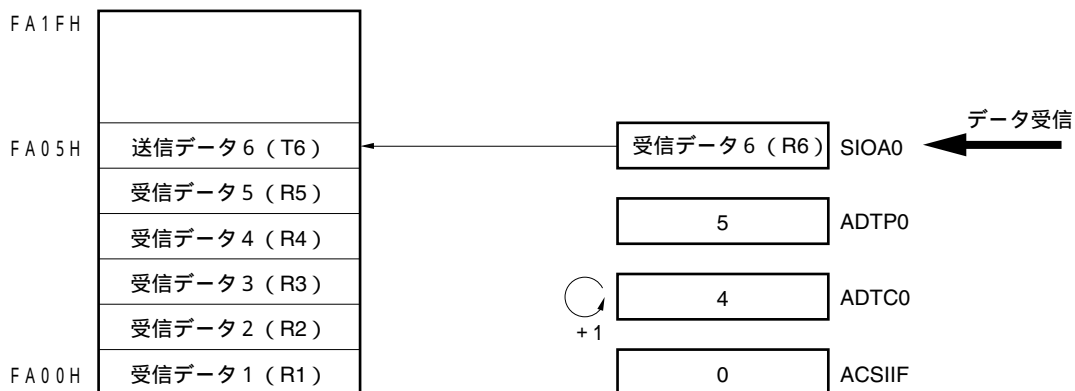 FA1FH
データ受信
FA05H 送信データ6（T6） 受信データ6（R6） SIOA0
受信データ5（R5） 5 ADTP0
受信データ4（R4）
受信データ3（R3） 4 ADTC0
+1
受信データ2（R2）
FA00H 受信データ1（R1） 0 ACSIIF